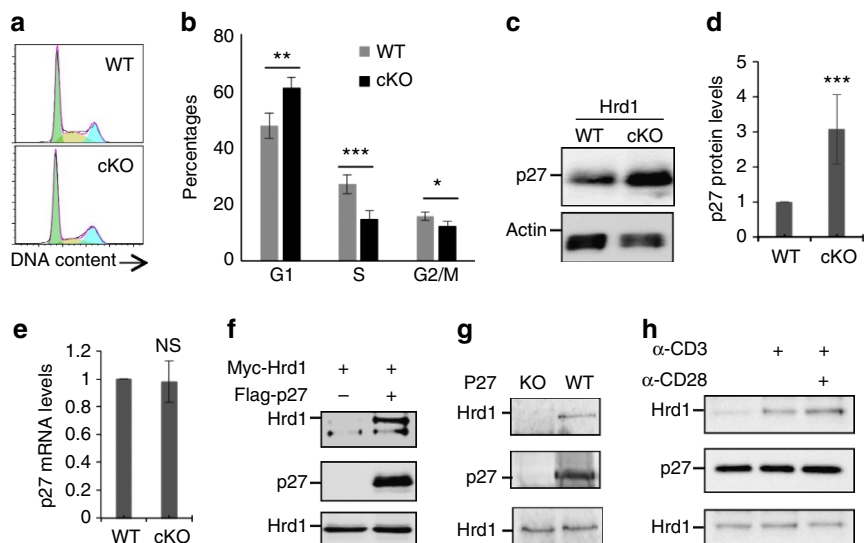 a
WT
cKO
DNA content
b
Percentages
80
60
40
20
0
WT
cKO
**
***
*
G1 S G2/M
c
Hrd1
WT cKO
p27
Actin
d
p27 protein levels
5
4
3
2
1
0
***
WT cKO
e
p27 mRNA levels
1.2
1
0.8
0.6
0.4
0.2
0
NS
WT cKO
f
Myc-Hrd1 + +
Flag-p27 – +
Hrd1
p27
Hrd1
g
P27 KO WT
Hrd1
p27
Hrd1
h
α-CD3 + +
α-CD28 +
Hrd1
p27
Hrd1